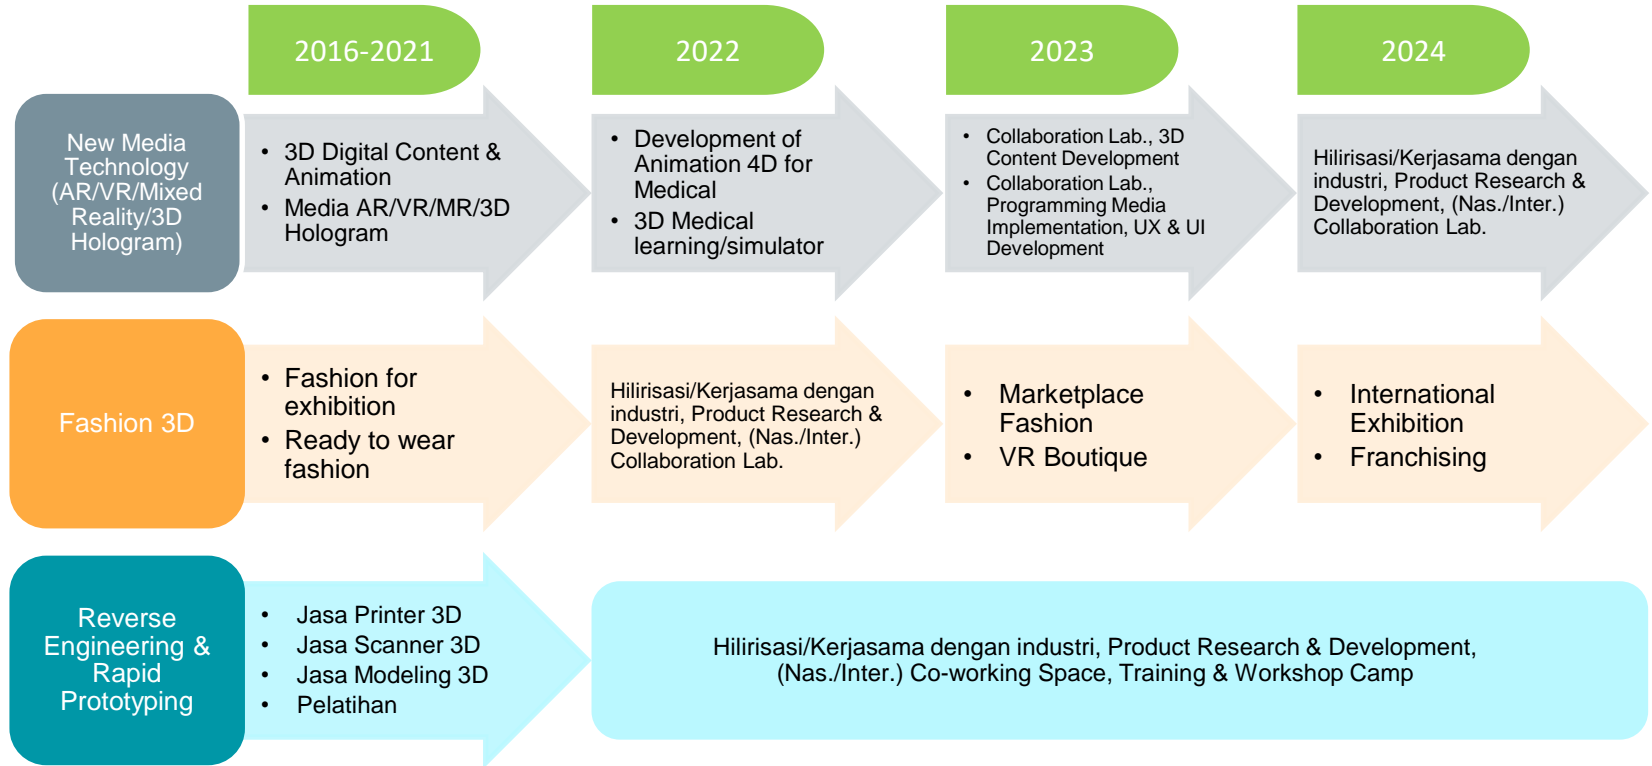 2016-2021
2022
2023
2024
New Media
Technology
(AR/VR/Mixed
Reality/3D
Hologram)
• 3D Digital Content &
Animation
• Media AR/VR/MR/3D
Hologram
• Development of
Animation 4D for
Medical
• 3D Medical
learning/simulator
• Collaboration Lab., 3D
Content Development
• Collaboration Lab.,
Programming Media
Implementation, UX & UI
Development
Hilirisasi/Kerjasama dengan
industri, Product Research &
Development, (Nas./Inter.)
Collaboration Lab.
Fashion 3D
• Fashion for
exhibition
• Ready to wear
fashion
Hilirisasi/Kerjasama dengan
industri, Product Research &
Development, (Nas./Inter.)
Collaboration Lab.
• Marketplace
Fashion
• VR Boutique
• International
Exhibition
• Franchising
Reverse
Engineering &
Rapid
Prototyping
• Jasa Printer 3D
• Jasa Scanner 3D
• Jasa Modeling 3D
• Pelatihan
Hilirisasi/Kerjasama dengan industri, Product Research & Development,
(Nas./Inter.) Co-working Space, Training & Workshop Camp